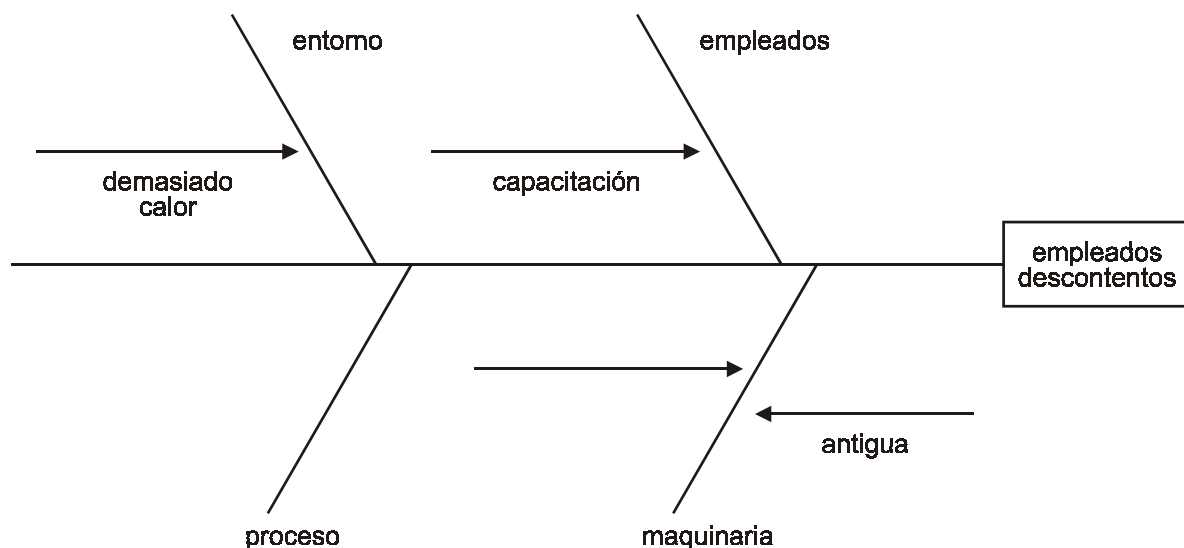 entorno
empleados
demasiado
calor
capacitación
empleados
descontentos
antigua
proceso
maquinaria